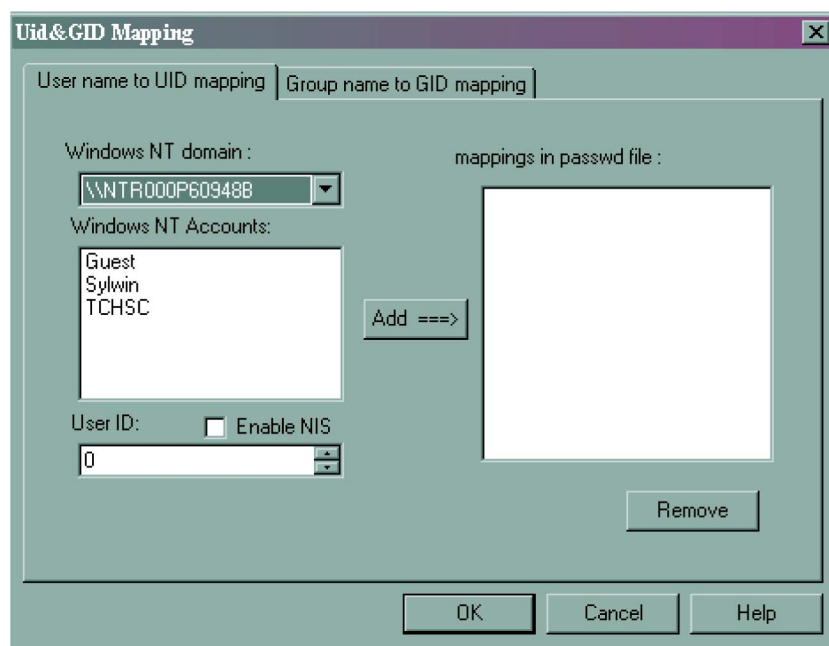 Uid&GID Mapping
User name to UID mapping
Group name to GID mapping
Windows NT domain :
\\NTR000P60948B
Windows NT Accounts:
Guest
Sylwin
TCHSC
User ID:
Enable NIS
0
Add ===>
mappings in passwd file :
Remove
OK
Cancel
Help